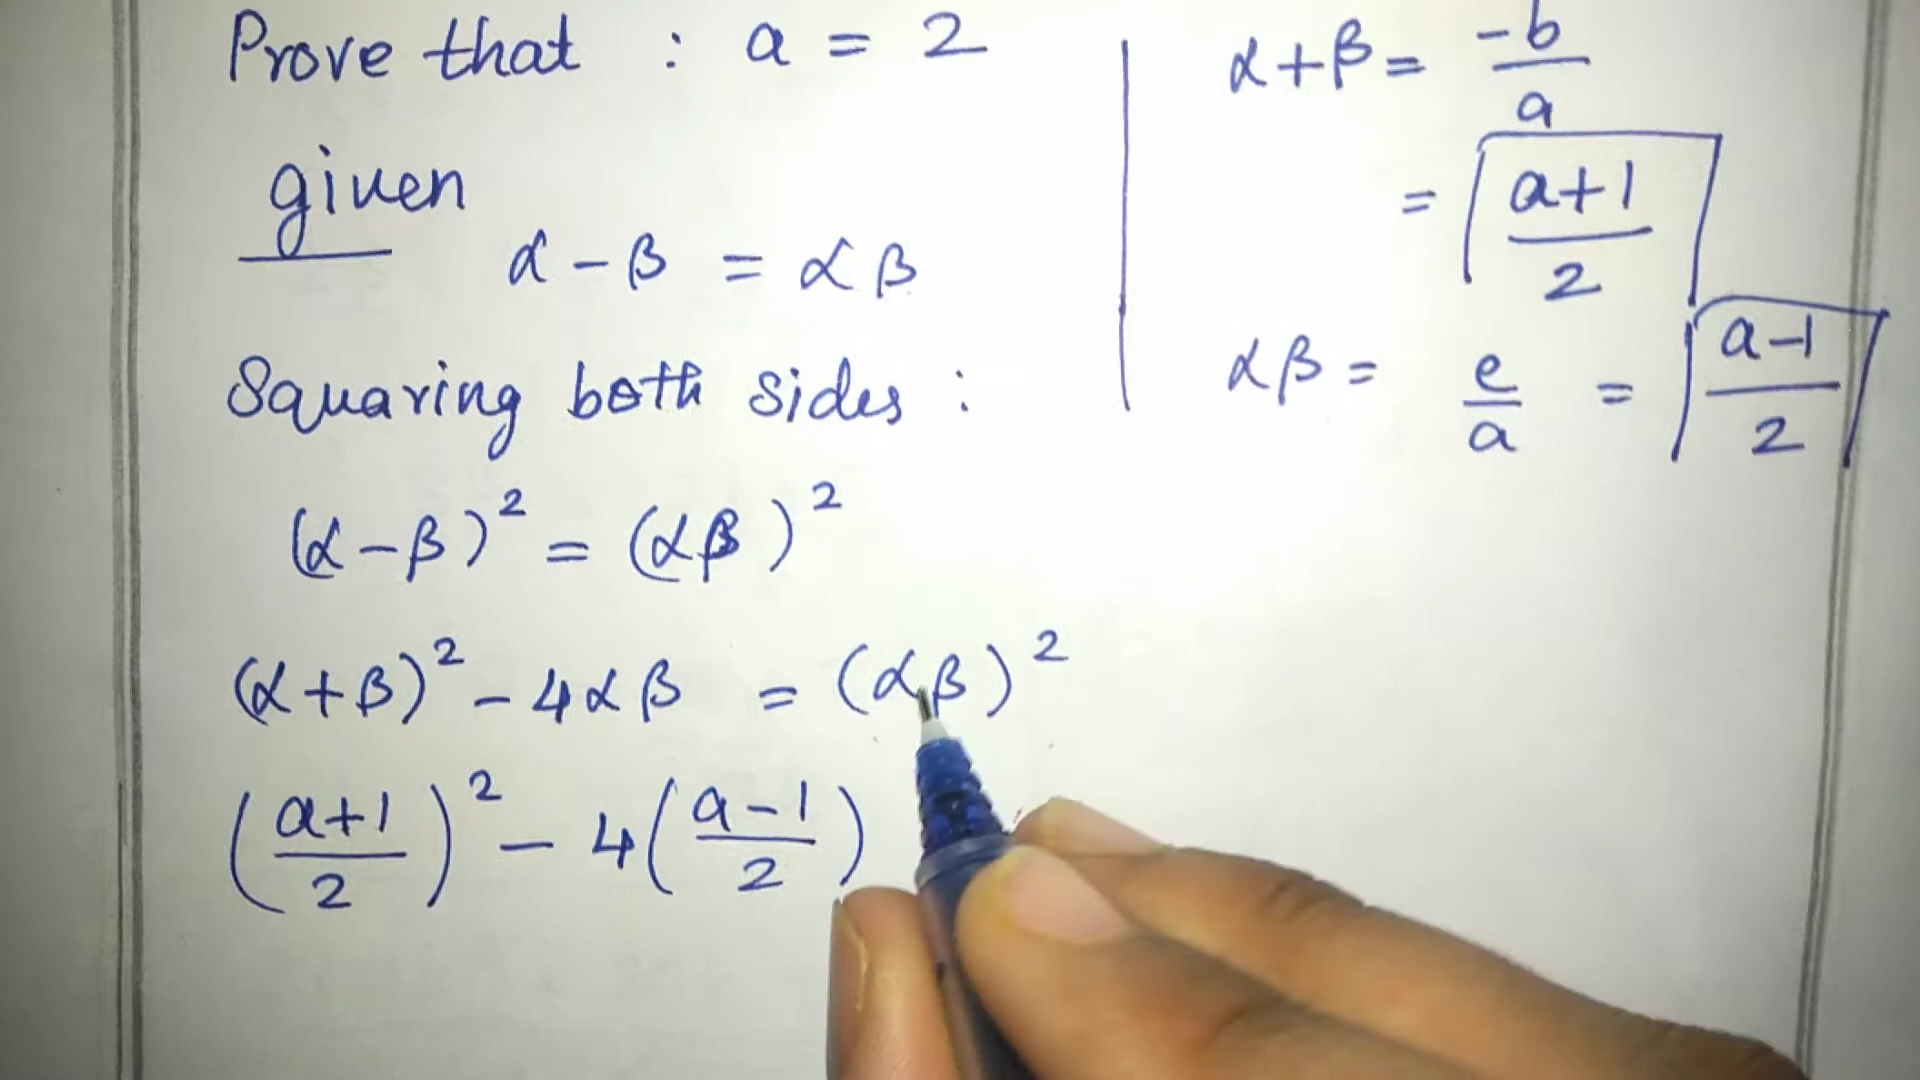 Prove that : a = 2
given
α - β = αβ
Squaring both sides :
(α - β)² = (αβ)²
(α + β)² - 4αβ = (αβ)²
((a+1)/2)² - 4((a-1)/2)
α + β = -b/a
= (a+1)/2
αβ = c/a = (a-1)/2